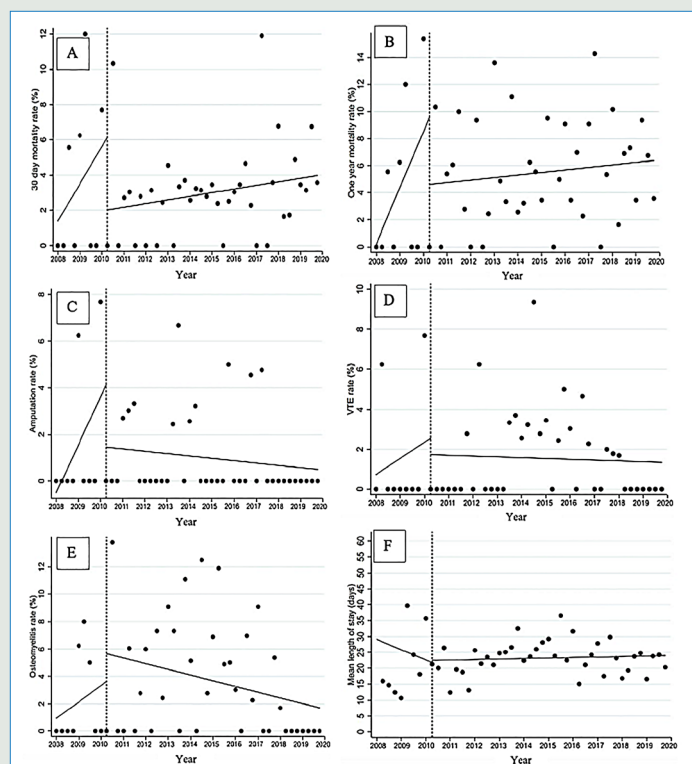 A
30 day mortality rate (%)
12
10
8
6
4
2
0
2008 2009 2010 2011 2012 2013 2014 2015 2016 2017 2018 2019 2020
Year
B
One year mortality rate (%)
14
12
10
8
6
4
2
0
2008 2009 2010 2011 2012 2013 2014 2015 2016 2017 2018 2019 2020
Year
C
Amputation rate (%)
8
6
4
2
0
2008 2009 2010 2011 2012 2013 2014 2015 2016 2017 2018 2019 2020
Year
D
VTE rate (%)
10
8
6
4
2
0
2008 2009 2010 2011 2012 2013 2014 2015 2016 2017 2018 2019 2020
Year
E
Osteomyelitis rate (%)
12
10
8
6
4
2
0
2008 2009 2010 2011 2012 2013 2014 2015 2016 2017 2018 2019 2020
Year
F
Mean length of stay (days)
60
55
50
45
40
35
30
25
20
15
10
5
0
2008 2009 2010 2011 2012 2013 2014 2015 2016 2017 2018 2019 2020
Year